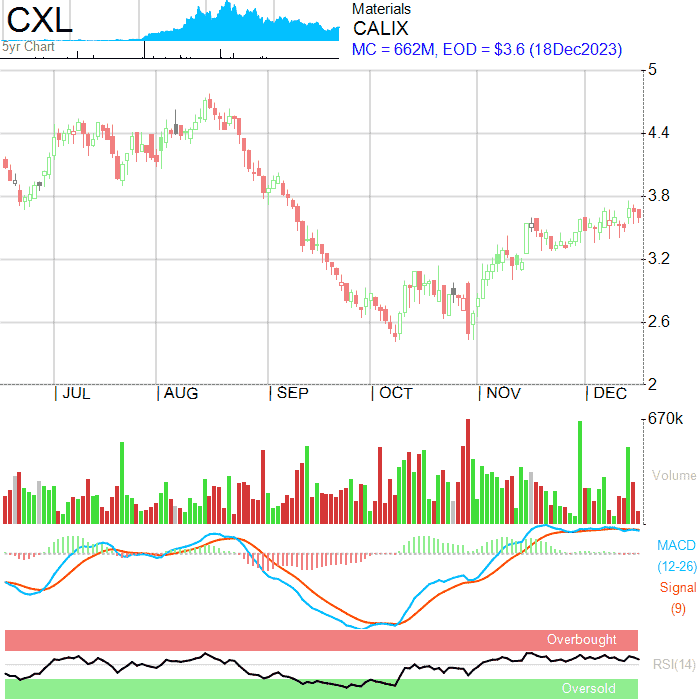 CXL
5yr Chart
Materials
CALIX
MC = 662M, EOD = $3.6 (18Dec2023)
5
4.4
3.8
3.2
2.6
2
JUL AUG SEP OCT NOV DEC
670k
Volume
MACD
(12-26)
Signal
(9)
Overbought
RSI(14)
Oversold